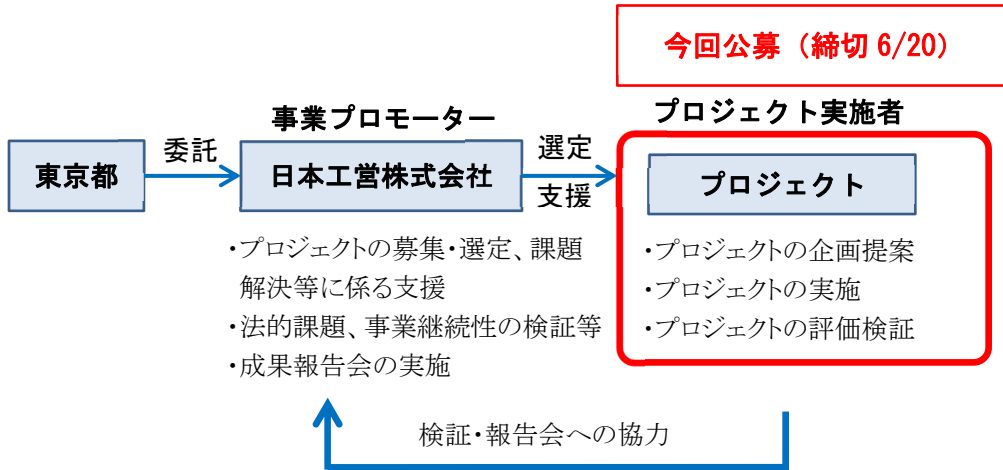 今回公募（締切 6/20）
事業プロモーター
プロジェクト実施者
東京都
委託
日本工営株式会社
選定
支援
プロジェクト
・プロジェクトの募集・選定、課題
解決等に係る支援
・法的課題、事業継続性の検証等
・成果報告会の実施
・プロジェクトの企画提案
・プロジェクトの実施
・プロジェクトの評価検証
検証・報告会への協力